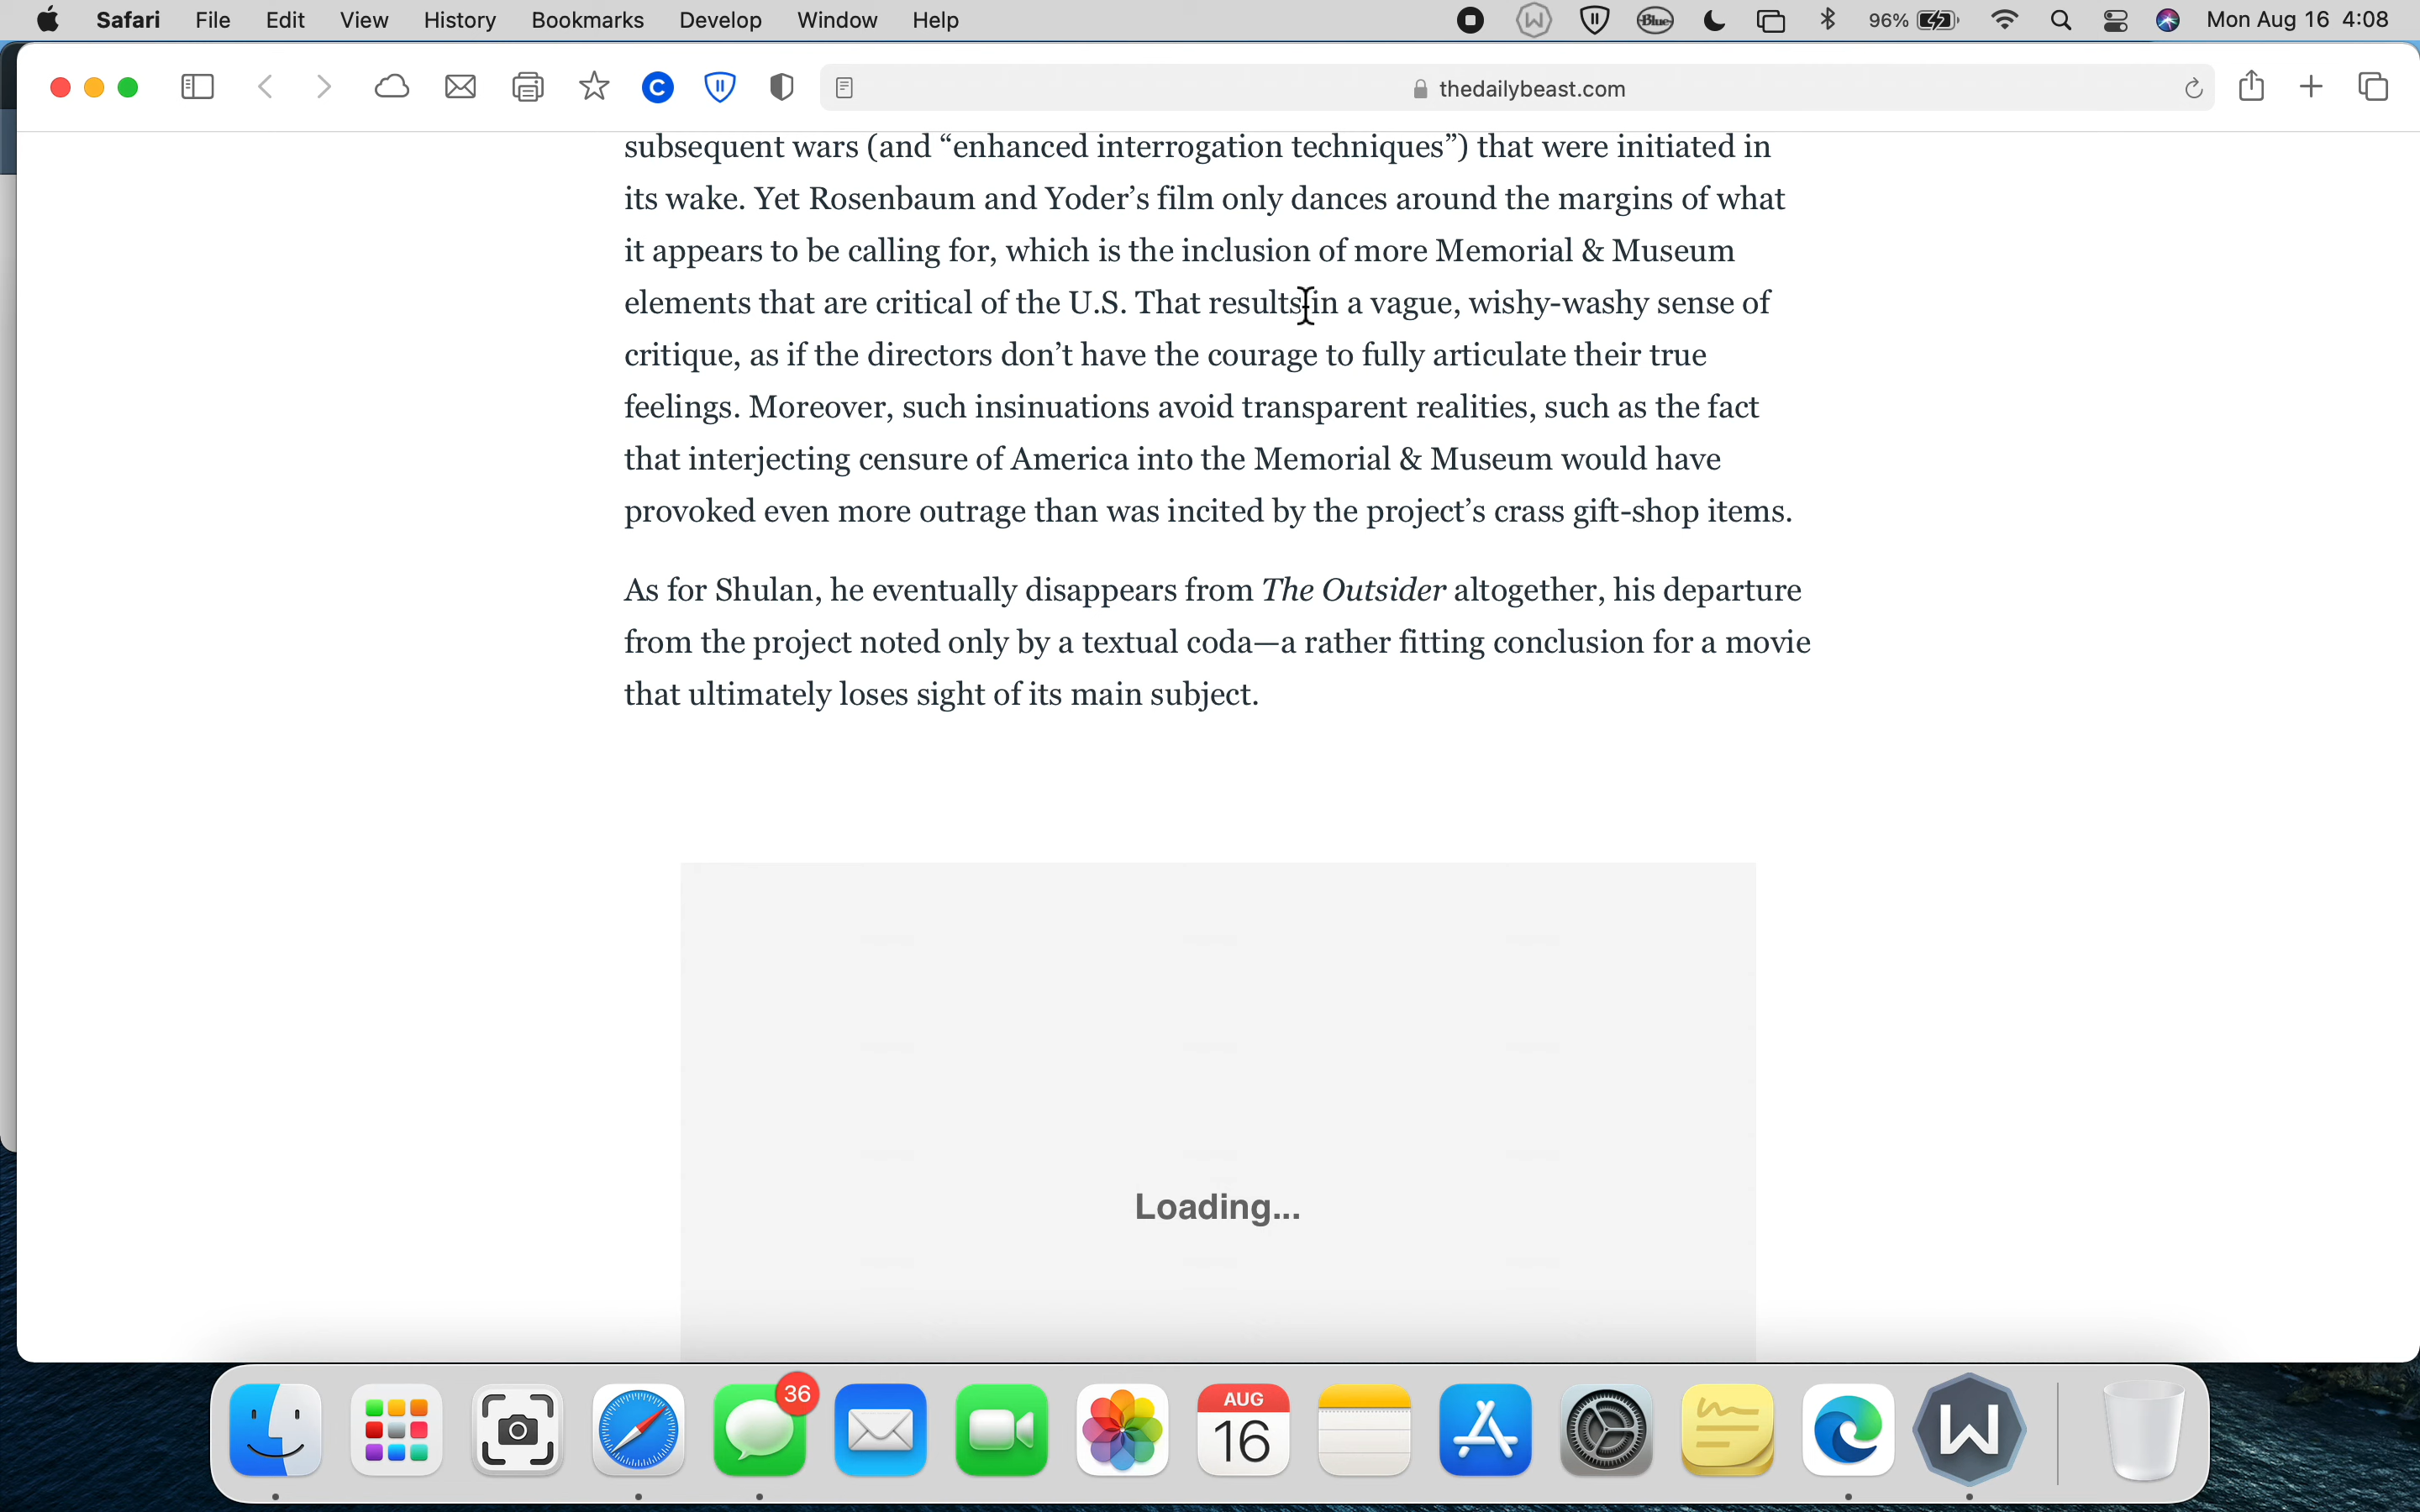 Safari File Edit View History Bookmarks Develop Window Help Blue 96% Mon Aug 16 4:08
C thedailybeast.com
subsequent wars (and “enhanced interrogation techniques”) that were initiated in
its wake. Yet Rosenbaum and Yoder’s film only dances around the margins of what
it appears to be calling for, which is the inclusion of more Memorial & Museum
elements that are critical of the U.S. That results in a vague, wishy-washy sense of
critique, as if the directors don’t have the courage to fully articulate their true
feelings. Moreover, such insinuations avoid transparent realities, such as the fact
that interjecting censure of America into the Memorial & Museum would have
provoked even more outrage than was incited by the project’s crass gift-shop items.
As for Shulan, he eventually disappears from The Outsider altogether, his departure
from the project noted only by a textual coda—a rather fitting conclusion for a movie
that ultimately loses sight of its main subject.
Loading...
36
AUG
16
W